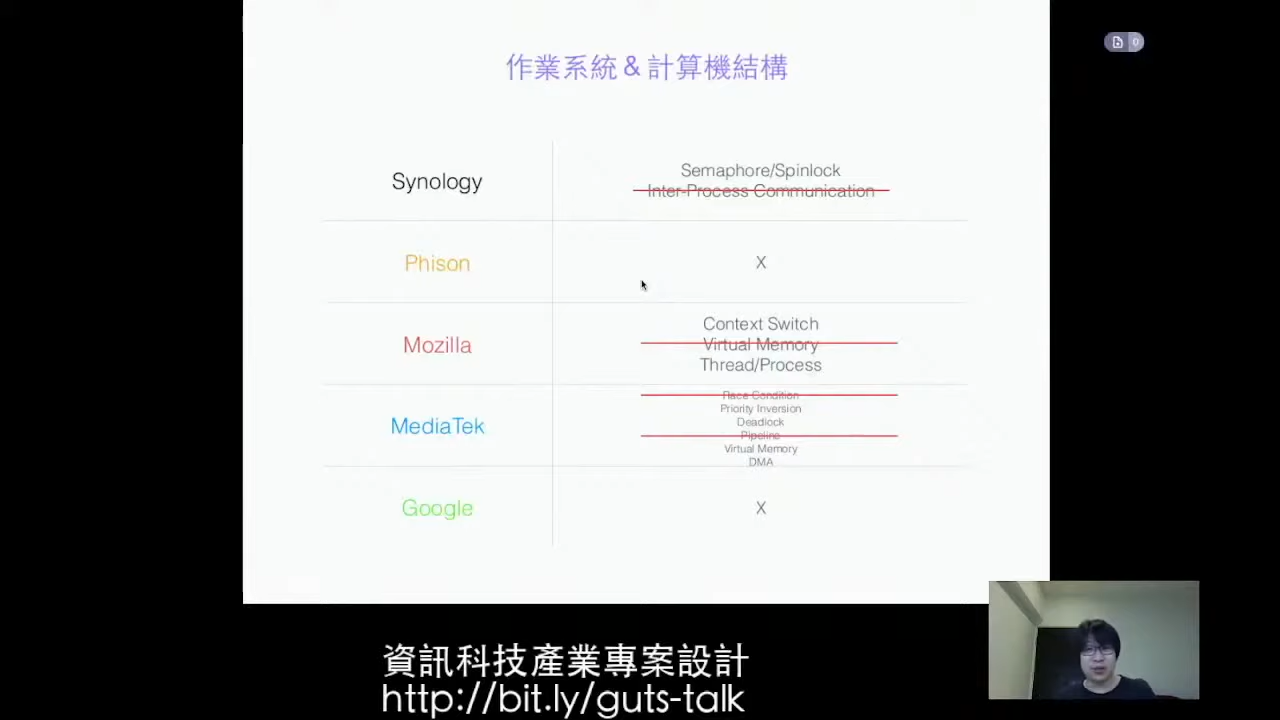 0
作業系統 & 計算機結構
Synology
Semaphore/Spinlock
Inter-Process Communication
Phison
X
Mozilla
Context Switch
Virtual Memory
Thread/Process
MediaTek
Race Condition
Priority Inversion
Deadlock
Pipeline
Virtual Memory
DMA
Google
X
資訊科技產業專案設計
http://bit.ly/guts-talk